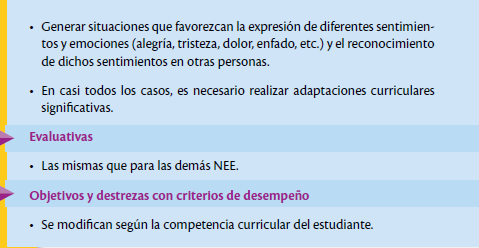 • Generar situaciones que favorezcan la expresión de diferentes sentimien-
tos y emociones (alegría, tristeza, dolor, enfado, etc.) y el reconocimiento
de dichos sentimientos en otras personas.
• En casi todos los casos, es necesario realizar adaptaciones curriculares
significativas.
Evaluativas
• Las mismas que para las demás NEE.
Objetivos y destrezas con criterios de desempeño
• Se modifican según la competencia curricular del estudiante.